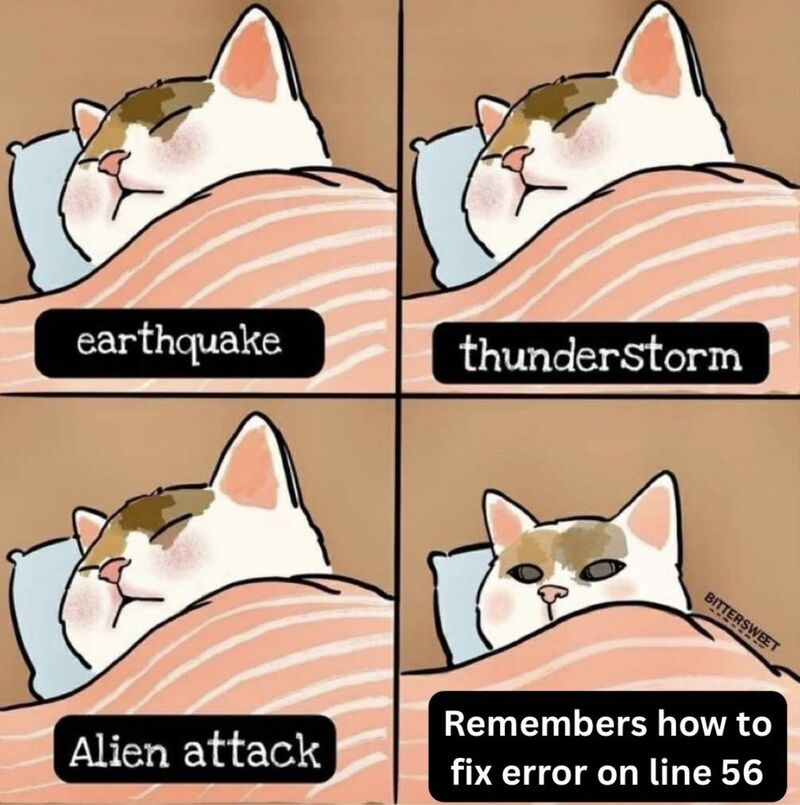 earthquake
thunderstorm
Alien attack
BITTERSWEET
Remembers how to
fix error on line 56